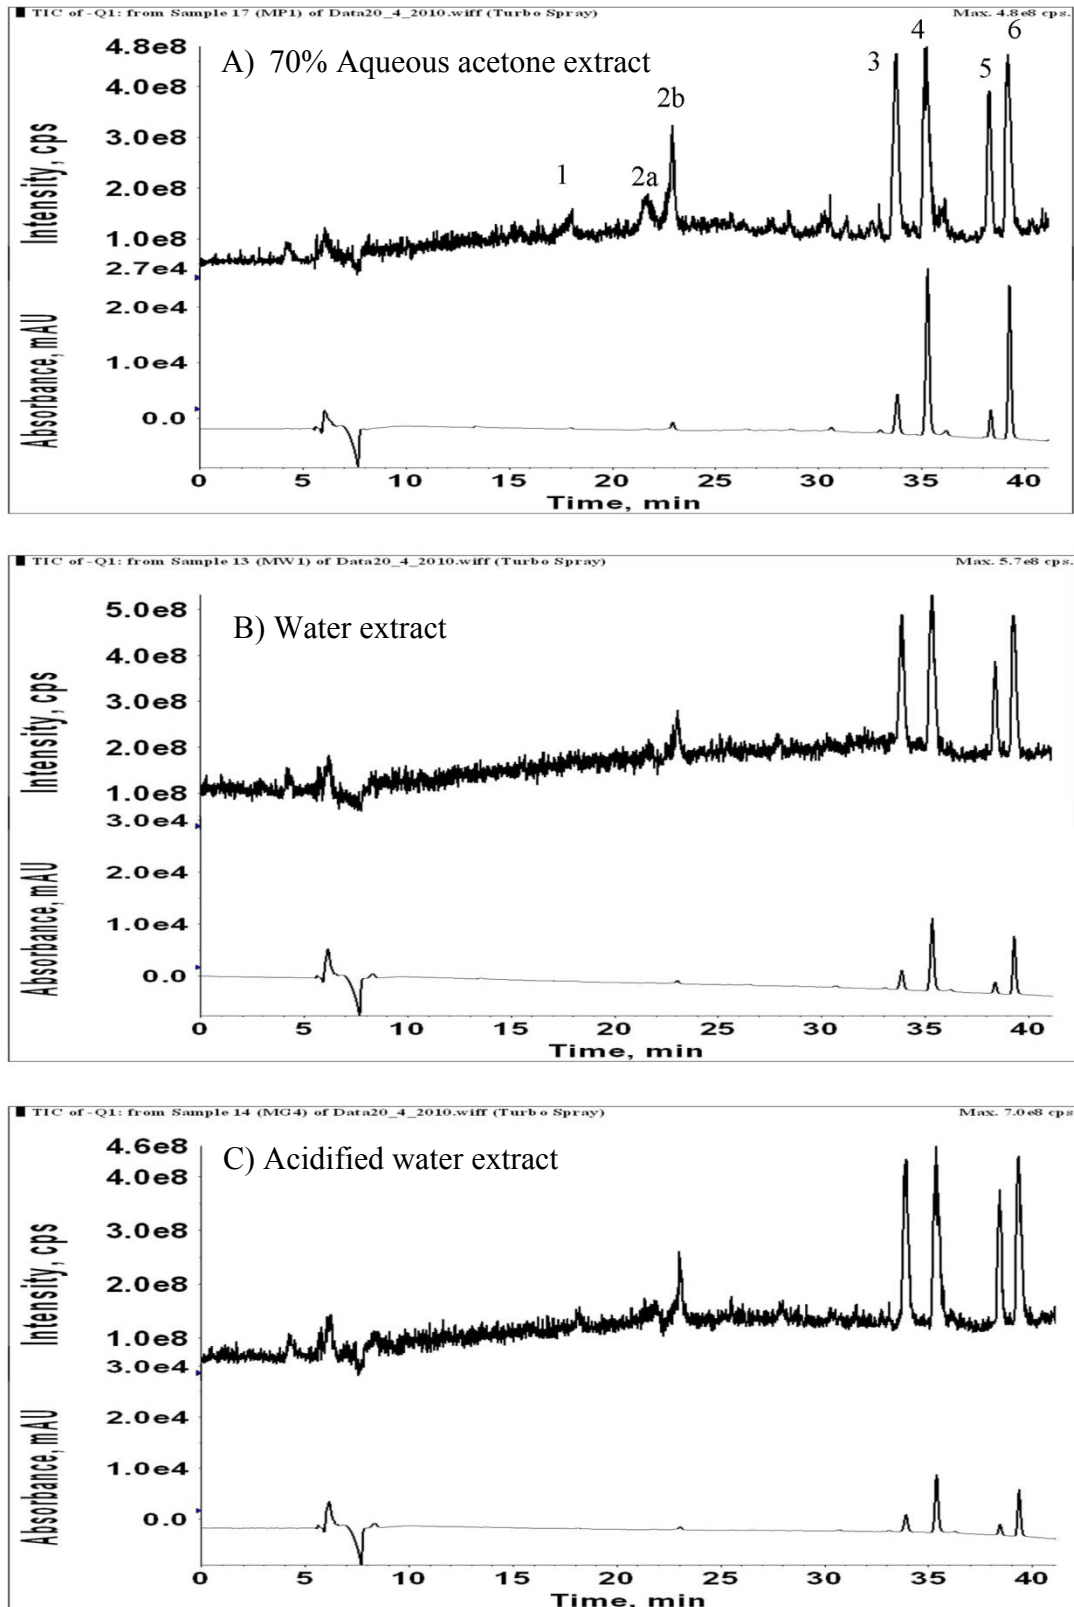 TIC of -Q1: from Sample 17 (MP1) of Data20_4_2010.wiff (Turbo Spray) Max. 4.8e8 cps.
A) 70% Aqueous acetone extract
1 2a 2b 3 4 5 6
Intensity, cps
4.8e8
4.0e8
3.0e8
2.0e8
1.0e8
2.7e4
Absorbance, mAU
2.0e4
1.0e4
0.0
0 5 10 15 20 25 30 35 40
Time, min
TIC of -Q1: from Sample 13 (MW1) of Data20_4_2010.wiff (Turbo Spray) Max. 5.7e8 cps.
B) Water extract
Intensity, cps
5.0e8
4.0e8
3.0e8
2.0e8
1.0e8
3.0e4
Absorbance, mAU
2.0e4
1.0e4
0.0
0 5 10 15 20 25 30 35 40
Time, min
TIC of -Q1: from Sample 14 (MG4) of Data20_4_2010.wiff (Turbo Spray) Max. 7.0e8 cps
C) Acidified water extract
Intensity, cps
4.6e8
4.0e8
3.0e8
2.0e8
1.0e8
3.0e4
Absorbance, mAU
2.0e4
1.0e4
0.0
0 5 10 15 20 25 30 35 40
Time, min